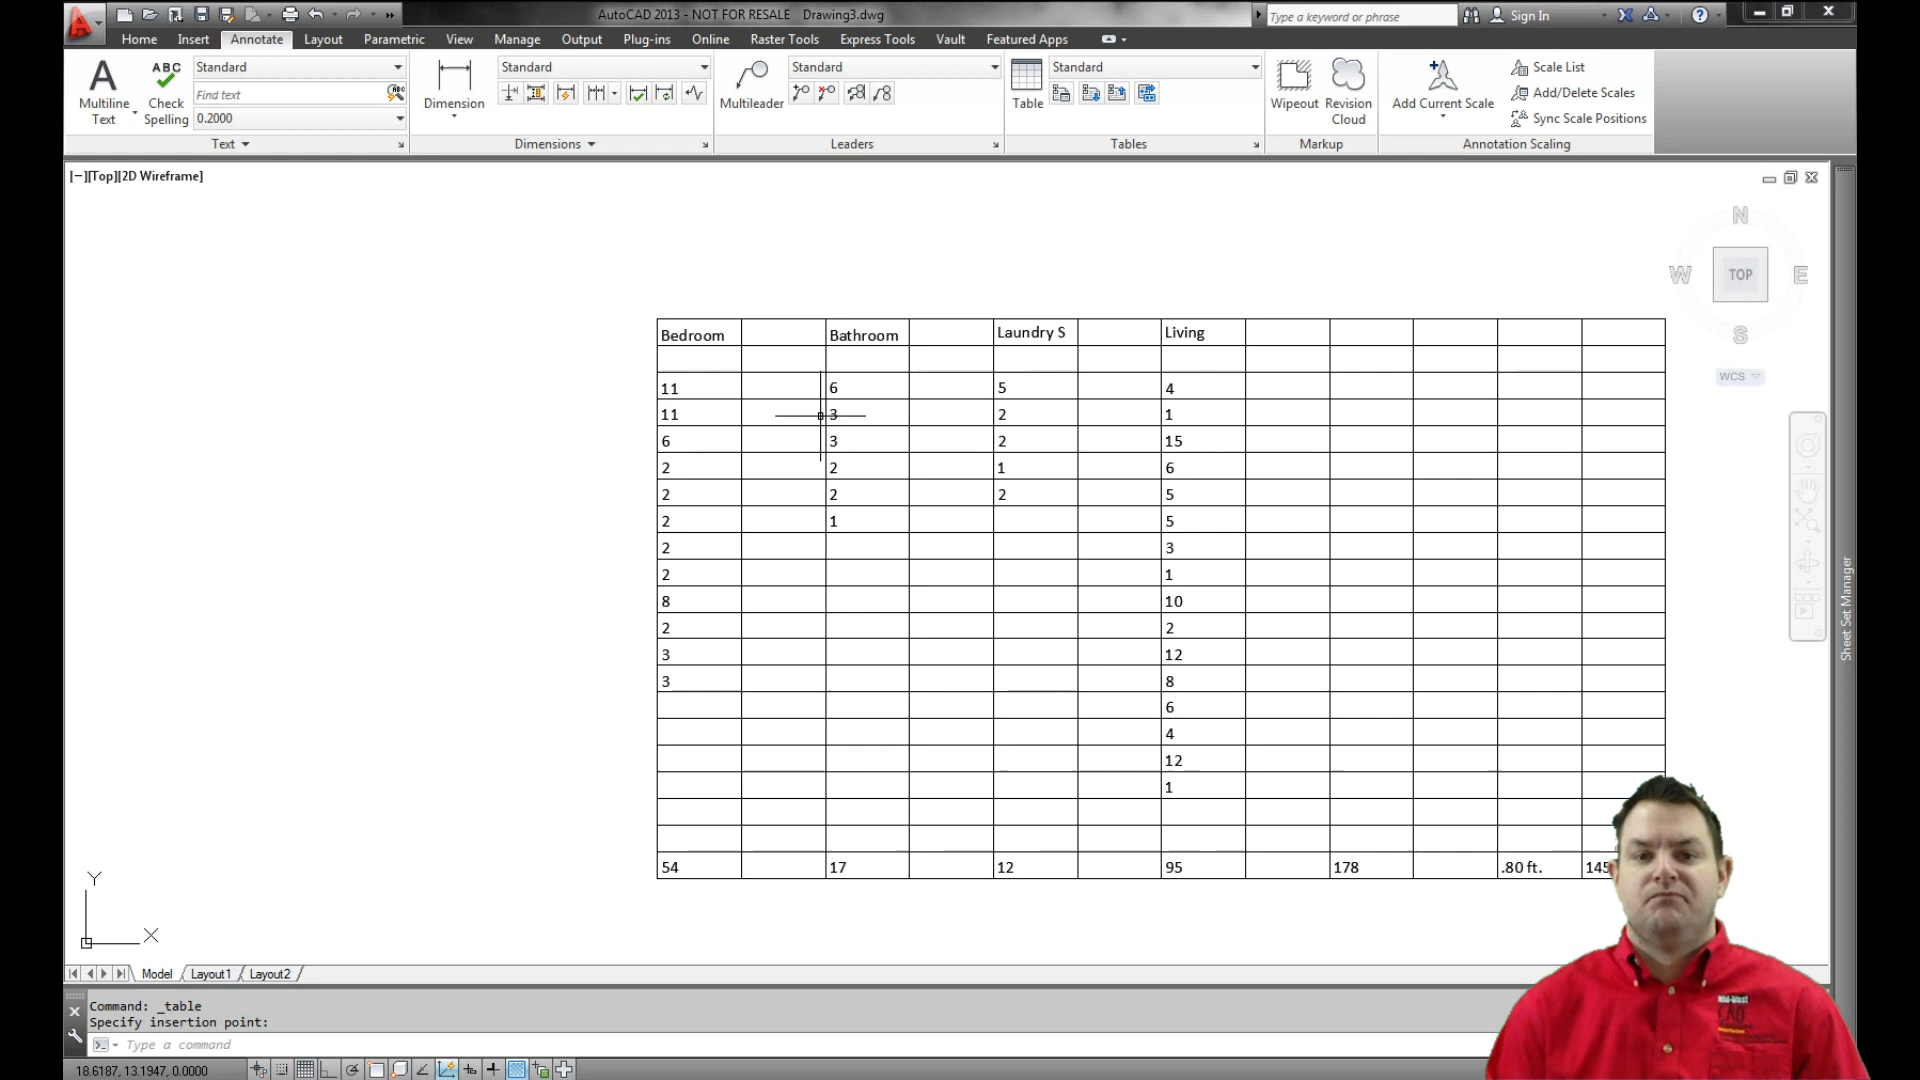 AutoCAD 2013 - NOT FOR RESALE Drawing3.dwg
Type a keyword or phrase
Sign In
Home Insert Annotate Layout Parametric View Manage Output Plug-ins Online Raster Tools Express Tools Vault Featured Apps
Multiline Text
ABC
Check Spelling
Standard
Find text
0.2000
Text
Dimension
Standard
Dimensions
Multileader
Standard
Leaders
Table
Standard
Tables
Wipeout
Revision Cloud
Markup
Add Current Scale
Scale List
Add/Delete Scales
Sync Scale Positions
Annotation Scaling
[−][Top][2D Wireframe]
N
W TOP E
S
WCS
Bedroom Bathroom Laundry S Living
11 6 5 4
11 3 2 1
6 3 2 15
2 2 1 6
2 2 2 5
2 1 5
2 3
2 1
8 10
2 2
3 12
3 8
6
4
12
1
54 17 12 95 178 .80 ft. 145
Sheet Set Manager
Y
X
Model Layout1 Layout2
Command: _table
Specify insertion point:
Type a command
18.6187, 13.1947, 0.0000
Mid-West
CAD